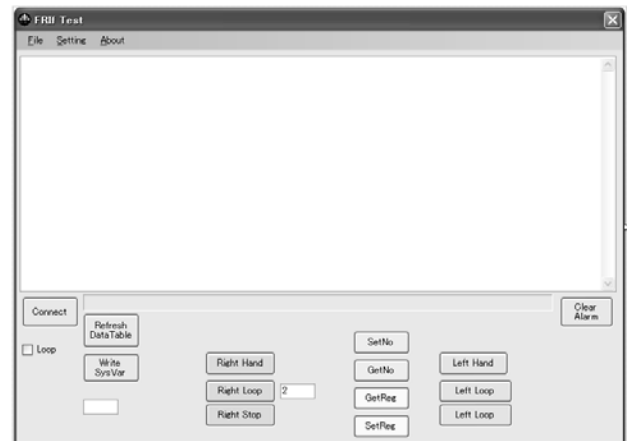 FRIf Test
File Setting About
Connect
Clear
Alarm
Refresh
DataTable
Loop
Write
SysVar
SetNo
Right Hand
GetNo
Left Hand
Right Loop 2
GetReg
Left Loop
Right Stop
SetReg
Left Loop